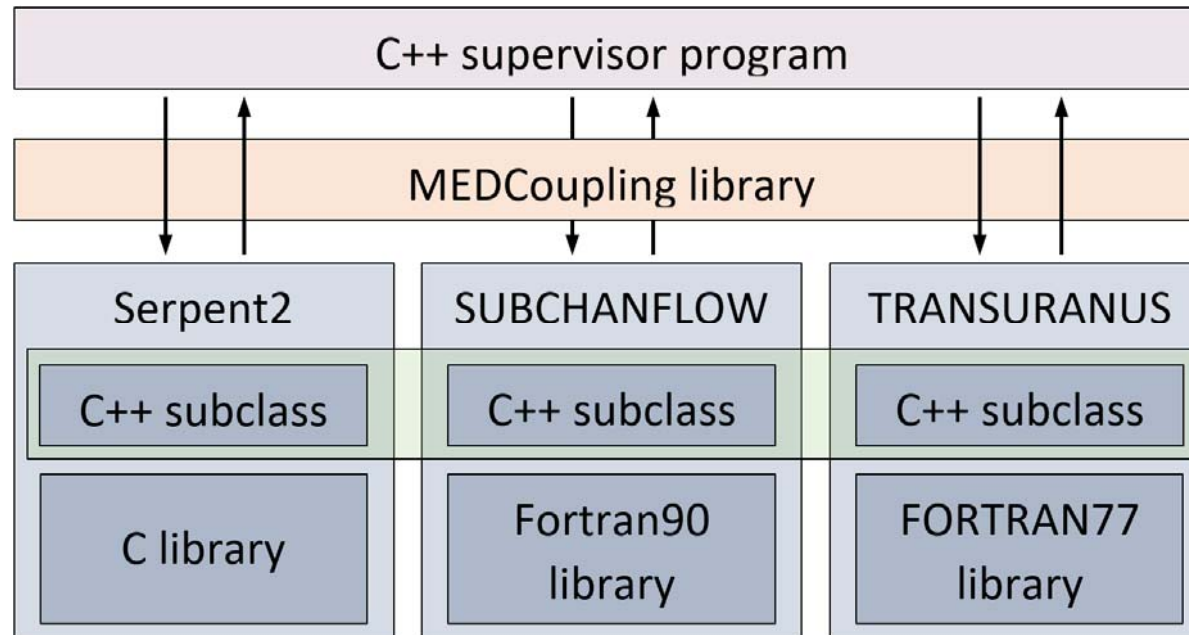 C++ supervisor program
MEDCoupling library
Serpent2
SUBCHANFLOW
TRANSURANUS
C++ subclass
C++ subclass
C++ subclass
C library
Fortran90
library
FORTRAN77
library